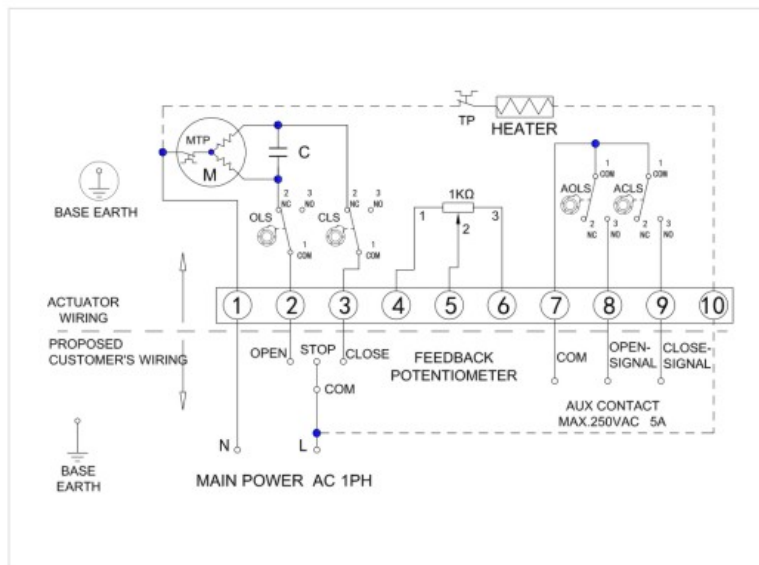 TP
HEATER
MTP
M
C
BASE EARTH
2
NC
3
NO
OLS
1
COM
2
NC
3
NO
CLS
1
COM
1KΩ
1
2
3
1
COM
AOLS
2
NC
3
NO
1
COM
ACLS
2
NC
3
NO
1 2 3 4 5 6 7 8 9 10
ACTUATOR
WIRING
PROPOSED
CUSTOMER'S WIRING
OPEN
STOP
CLOSE
COM
FEEDBACK
POTENTIOMETER
COM
OPEN-
SIGNAL
CLOSE-
SIGNAL
AUX CONTACT
MAX.250VAC 5A
N
L
BASE
EARTH
MAIN POWER AC 1PH